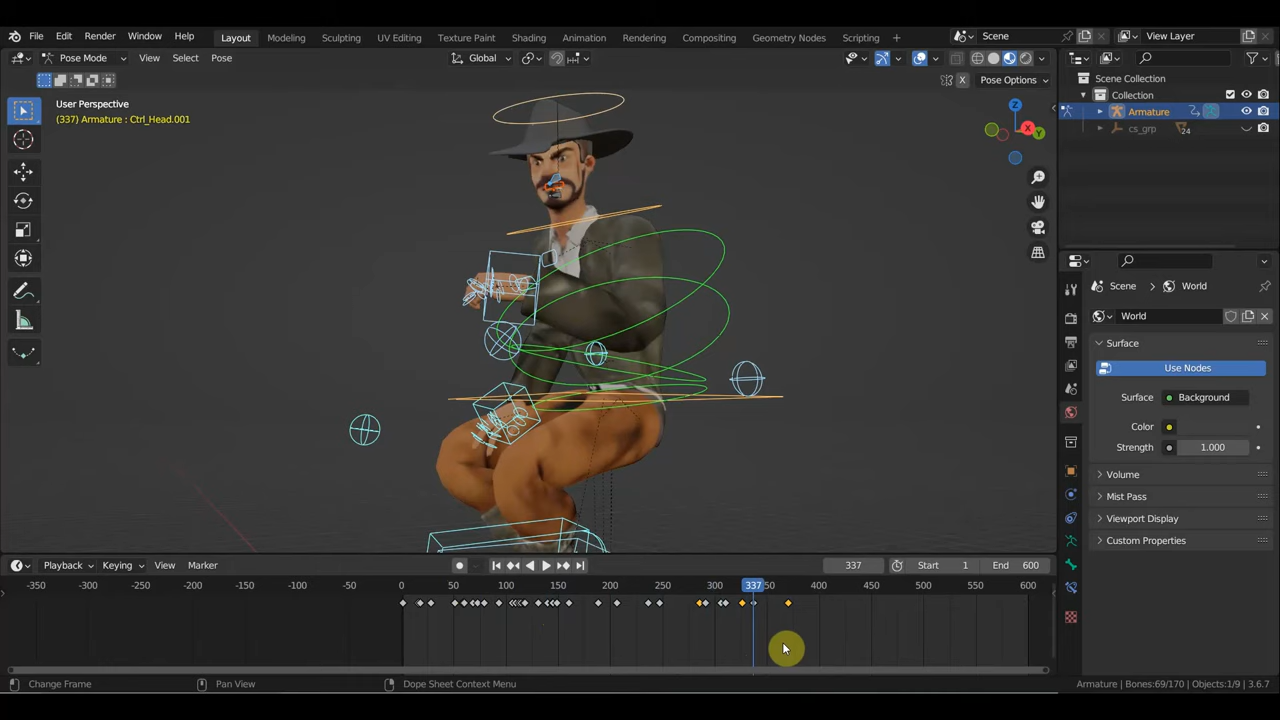 File Edit Render Window Help Layout Modeling Sculpting UV Editing Texture Paint Shading Animation Rendering Compositing Geometry Nodes Scripting + Scene View Layer
Pose Mode View Select Pose Global X Pose Options
User Perspective
(337) Armature : Ctrl_Head.001
Z
X
Y
Scene Collection
Collection
Armature
cs_grp 24
Scene > World
World
Surface
Use Nodes
Surface Background
Color
Strength 1.000
Volume
Mist Pass
Viewport Display
Custom Properties
Playback Keying View Marker 337 Start 1 End 600
-350 -300 -250 -200 -150 -100 -50 0 50 100 150 200 250 300 337 350 400 450 500 550 600
Change Frame Pan View Dope Sheet Context Menu Armature | Bones:69/170 | Objects:1/9 | 3.6.7